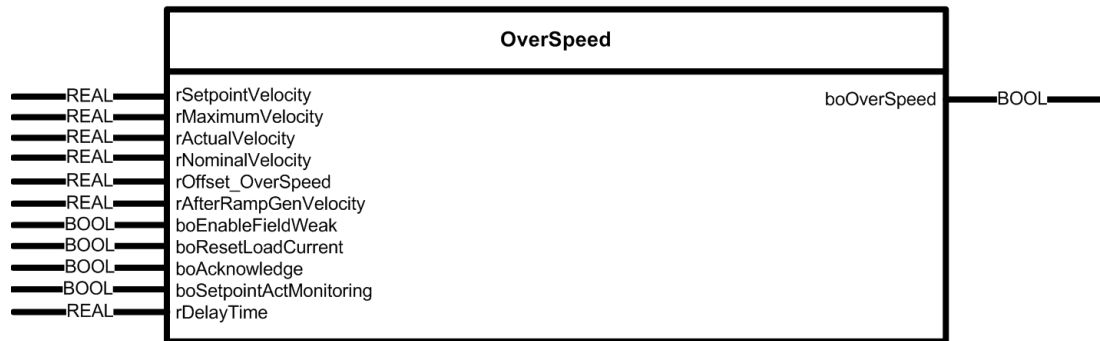 OverSpeed
REAL rSetpointVelocity boOverSpeed BOOL
REAL rMaximumVelocity
REAL rActualVelocity
REAL rNominalVelocity
REAL rOffset_OverSpeed
REAL rAfterRampGenVelocity
BOOL boEnableFieldWeak
BOOL boResetLoadCurrent
BOOL boAcknowledge
BOOL boSetpointActMonitoring
REAL rDelayTime